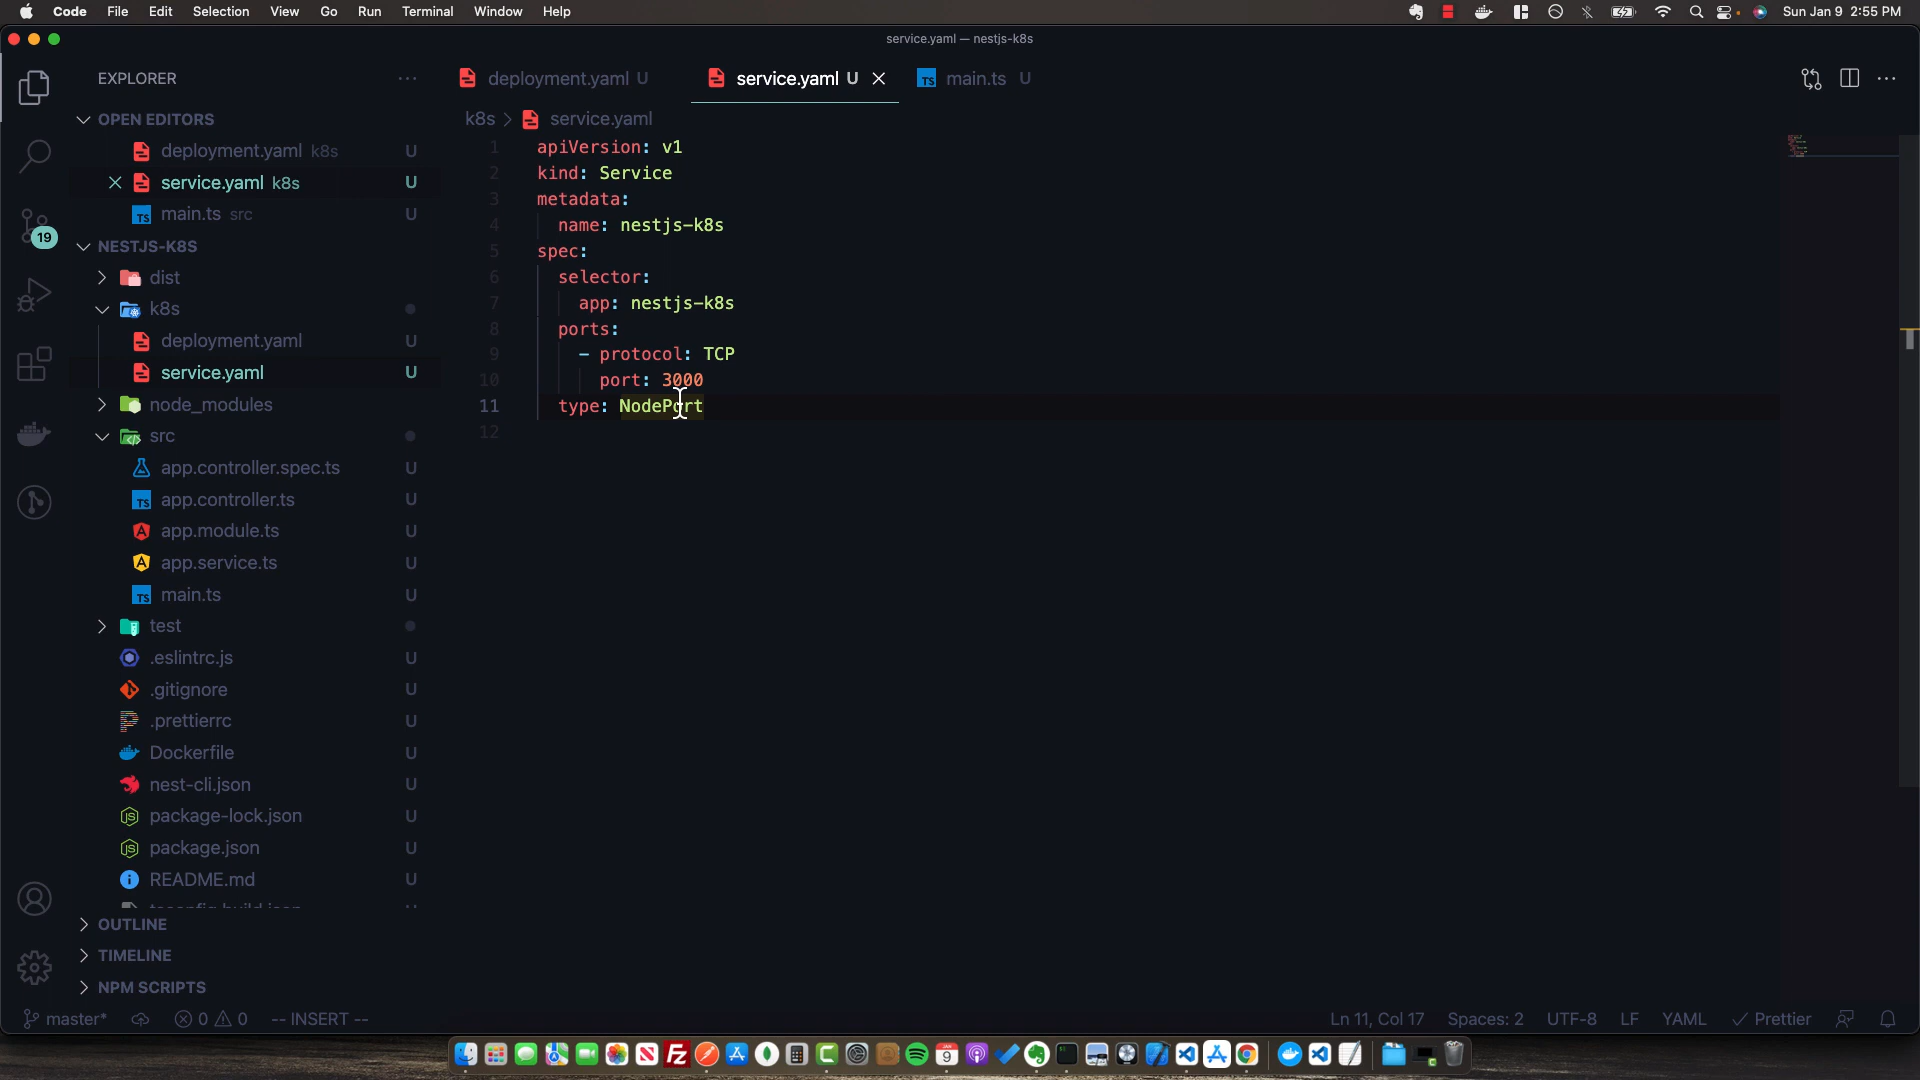 Code File Edit Selection View Go Run Terminal Window Help Sun Jan 9 2:55 PM
service.yaml — nestjs-k8s
EXPLORER
deployment.yaml U service.yaml U main.ts U
OPEN EDITORS
deployment.yaml k8s U
service.yaml k8s U
main.ts src U
NESTJS-K8S
dist
k8s
deployment.yaml U
service.yaml U
node_modules
src
app.controller.spec.ts U
app.controller.ts U
app.module.ts U
app.service.ts U
main.ts U
test
.eslintrc.js U
.gitignore U
.prettierrc U
Dockerfile U
nest-cli.json U
package-lock.json U
package.json U
README.md U
OUTLINE
TIMELINE
NPM SCRIPTS
19
k8s > service.yaml
1 apiVersion: v1
2 kind: Service
3 metadata:
4 name: nestjs-k8s
5 spec:
6 selector:
7 app: nestjs-k8s
8 ports:
9 - protocol: TCP
10 port: 3000
11 type: NodePort
12
master* 0 0 -- INSERT -- Ln 11, Col 17 Spaces: 2 UTF-8 LF YAML Prettier